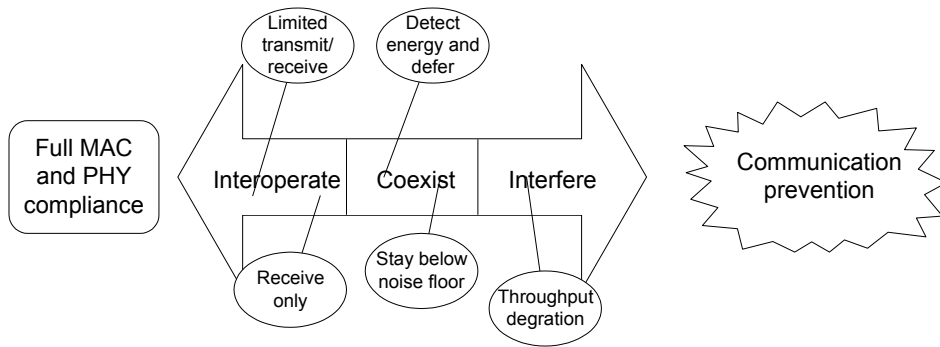 Limited
transmit/
receive
Detect
energy and
defer
Full MAC
and PHY
compliance
Interoperate
Coexist
Interfere
Communication
prevention
Receive
only
Stay below
noise floor
Throughput
degration